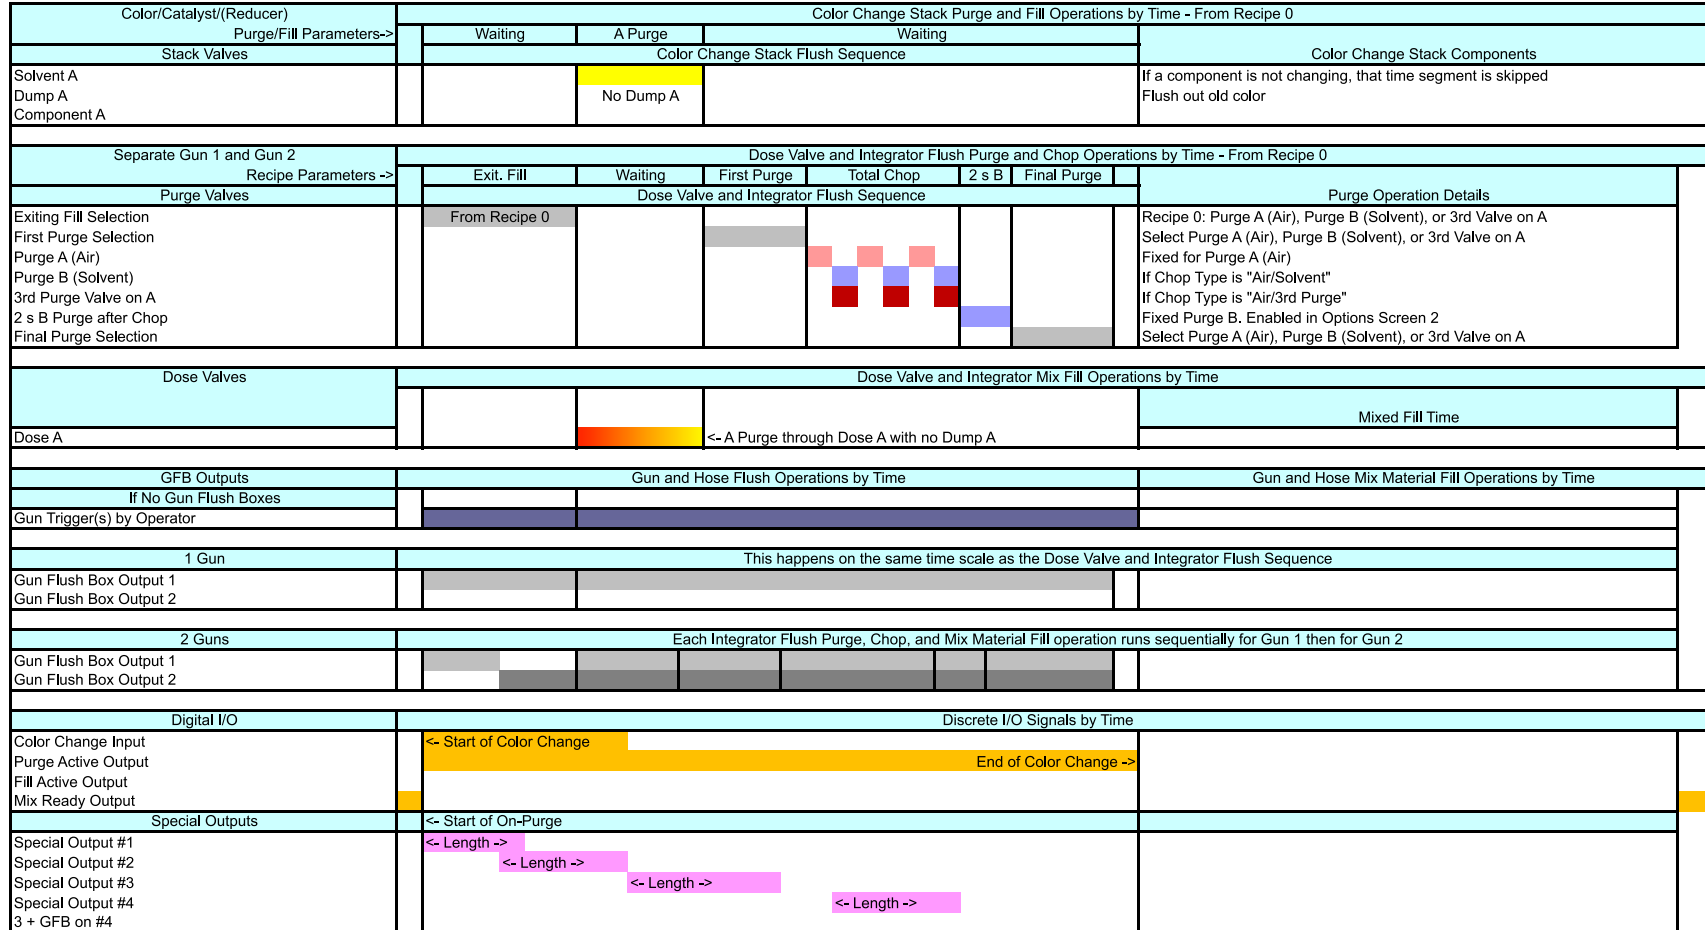 Color/Catalyst/(Reducer) Color Change Stack Purge and Fill Operations by Time - From Recipe 0
Purge/Fill Parameters-> Waiting A Purge Waiting
Stack Valves Color Change Stack Flush Sequence Color Change Stack Components
Solvent A If a component is not changing, that time segment is skipped
Dump A No Dump A Flush out old color
Component A
Separate Gun 1 and Gun 2 Dose Valve and Integrator Flush Purge and Chop Operations by Time - From Recipe 0
Recipe Parameters -> Exit. Fill Waiting First Purge Total Chop 2 s B Final Purge
Purge Valves Dose Valve and Integrator Flush Sequence Purge Operation Details
Exiting Fill Selection From Recipe 0 Recipe 0: Purge A (Air), Purge B (Solvent), or 3rd Valve on A
First Purge Selection Select Purge A (Air), Purge B (Solvent), or 3rd Valve on A
Purge A (Air) Fixed for Purge A (Air)
Purge B (Solvent) If Chop Type is "Air/Solvent"
3rd Purge Valve on A If Chop Type is "Air/3rd Purge"
2 s B Purge after Chop Fixed Purge B. Enabled in Options Screen 2
Final Purge Selection Select Purge A (Air), Purge B (Solvent), or 3rd Valve on A
Dose Valves Dose Valve and Integrator Mix Fill Operations by Time
Mixed Fill Time
Dose A <- A Purge through Dose A with no Dump A
GFB Outputs Gun and Hose Flush Operations by Time Gun and Hose Mix Material Fill Operations by Time
If No Gun Flush Boxes
Gun Trigger(s) by Operator
1 Gun This happens on the same time scale as the Dose Valve and Integrator Flush Sequence
Gun Flush Box Output 1
Gun Flush Box Output 2
2 Guns Each Integrator Flush Purge, Chop, and Mix Material Fill operation runs sequentially for Gun 1 then for Gun 2
Gun Flush Box Output 1
Gun Flush Box Output 2
Digital I/O Discrete I/O Signals by Time
Color Change Input <- Start of Color Change
Purge Active Output End of Color Change ->
Fill Active Output
Mix Ready Output
Special Outputs <- Start of On-Purge
Special Output #1 <- Length ->
Special Output #2 <- Length ->
Special Output #3 <- Length ->
Special Output #4 <- Length ->
3 + GFB on #4